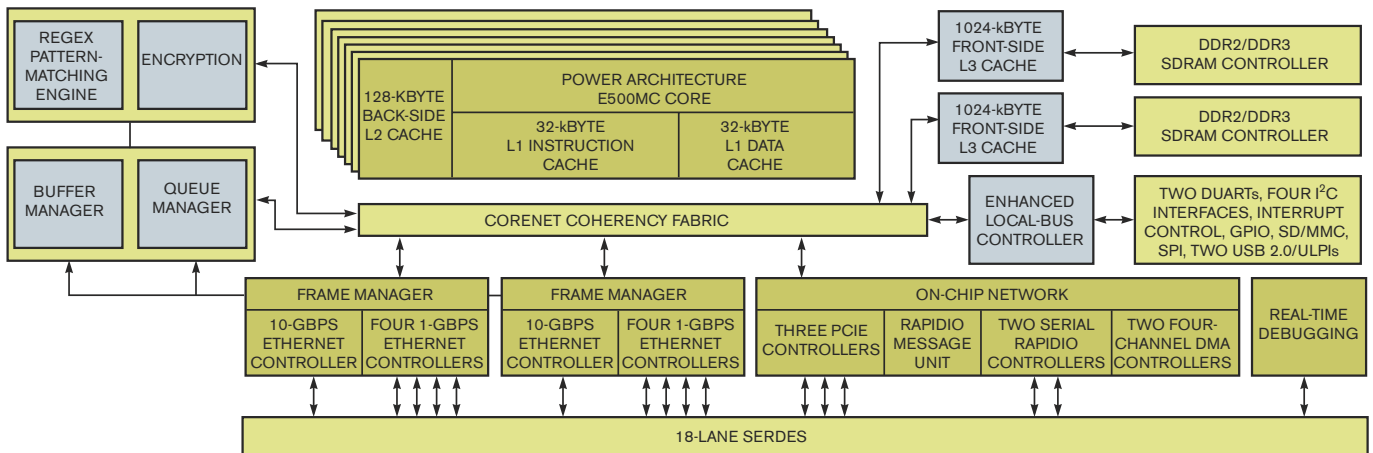 REGEX
PATTERN-
MATCHING
ENGINE
ENCRYPTION
128-KBYTE
BACK-SIDE
L2 CACHE
POWER ARCHITECTURE
E500MC CORE
32-kBYTE
L1 INSTRUCTION
CACHE
32-kBYTE
L1 DATA
CACHE
1024-kBYTE
FRONT-SIDE
L3 CACHE
DDR2/DDR3
SDRAM CONTROLLER
1024-kBYTE
FRONT-SIDE
L3 CACHE
DDR2/DDR3
SDRAM CONTROLLER
BUFFER
MANAGER
QUEUE
MANAGER
CORENET COHERENCY FABRIC
ENHANCED
LOCAL-BUS
CONTROLLER
TWO DUARTs, FOUR I²C
INTERFACES, INTERRUPT
CONTROL, GPIO, SD/MMC,
SPI, TWO USB 2.0/ULPIs
FRAME MANAGER
10-GBPS
ETHERNET
CONTROLLER
FOUR 1-GBPS
ETHERNET
CONTROLLERS
FRAME MANAGER
10-GBPS
ETHERNET
CONTROLLER
FOUR 1-GBPS
ETHERNET
CONTROLLERS
ON-CHIP NETWORK
THREE PCIE
CONTROLLERS
RAPIDIO
MESSAGE
UNIT
TWO SERIAL
RAPIDIO
CONTROLLERS
TWO FOUR-
CHANNEL DMA
CONTROLLERS
REAL-TIME
DEBUGGING
18-LANE SERDES